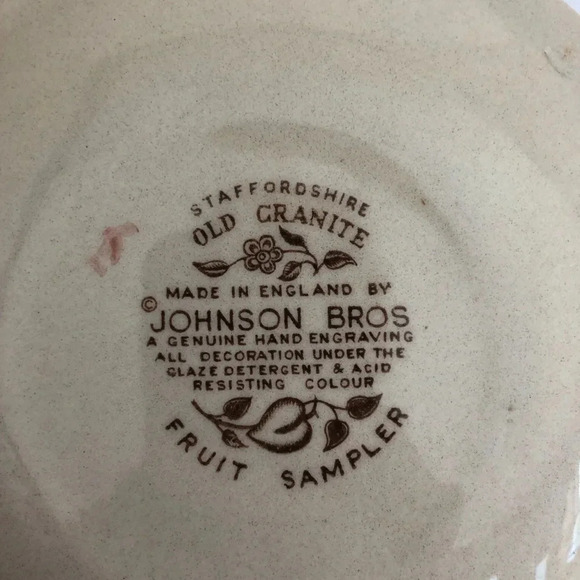 STAFFORDSHIRE
OLD GRANITE
MADE IN ENGLAND BY
© JOHNSON BROS
A GENUINE HAND ENGRAVING
ALL DECORATION UNDER THE
GLAZE DETERGENT & ACID
RESISTING COLOUR
FRUIT SAMPLER